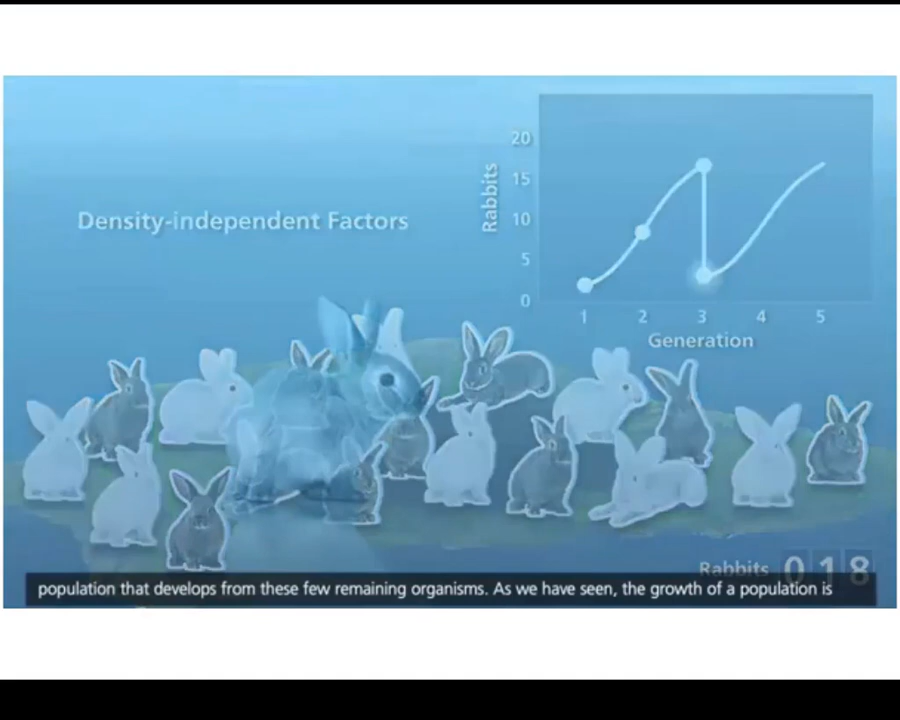 Density-independent Factors
Rabbits
20
15
10
5
0
1 2 3 4 5
Generation
Rabbits 018
population that develops from these few remaining organisms. As we have seen, the growth of a population is